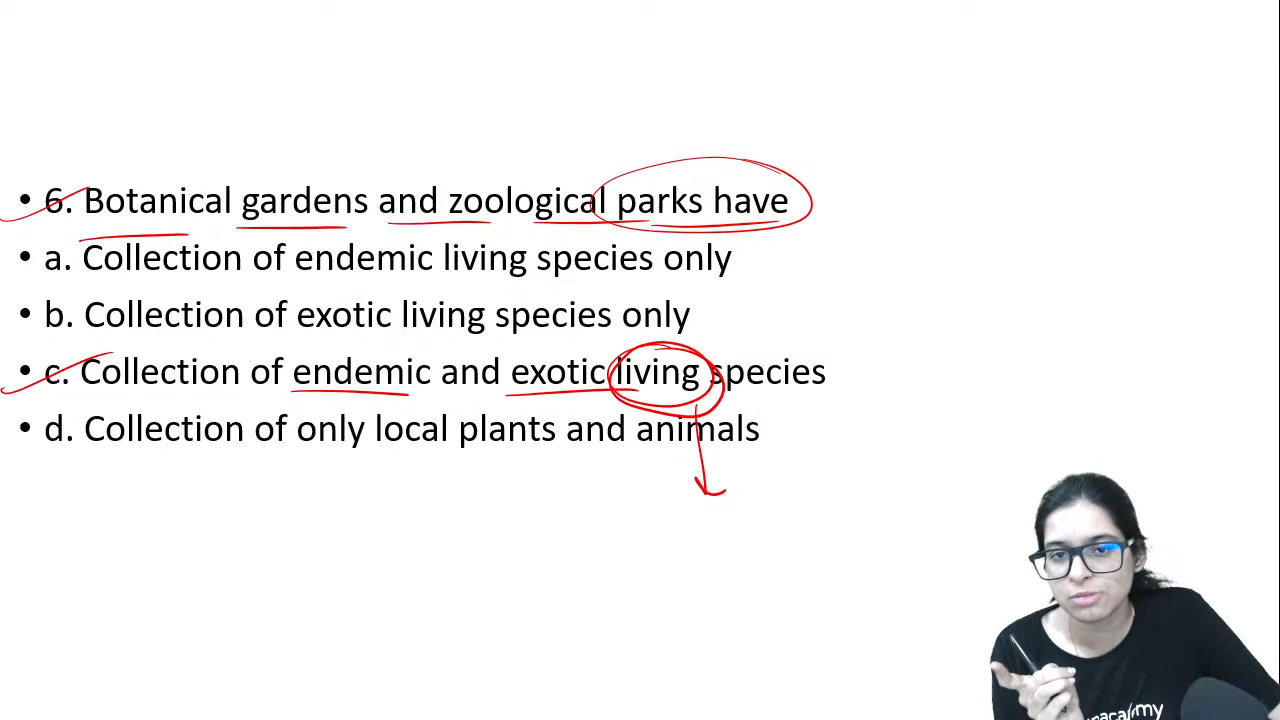 • 6. Botanical gardens and zoological parks have
• a. Collection of endemic living species only
• b. Collection of exotic living species only
• c. Collection of endemic and exotic living species
• d. Collection of only local plants and animals